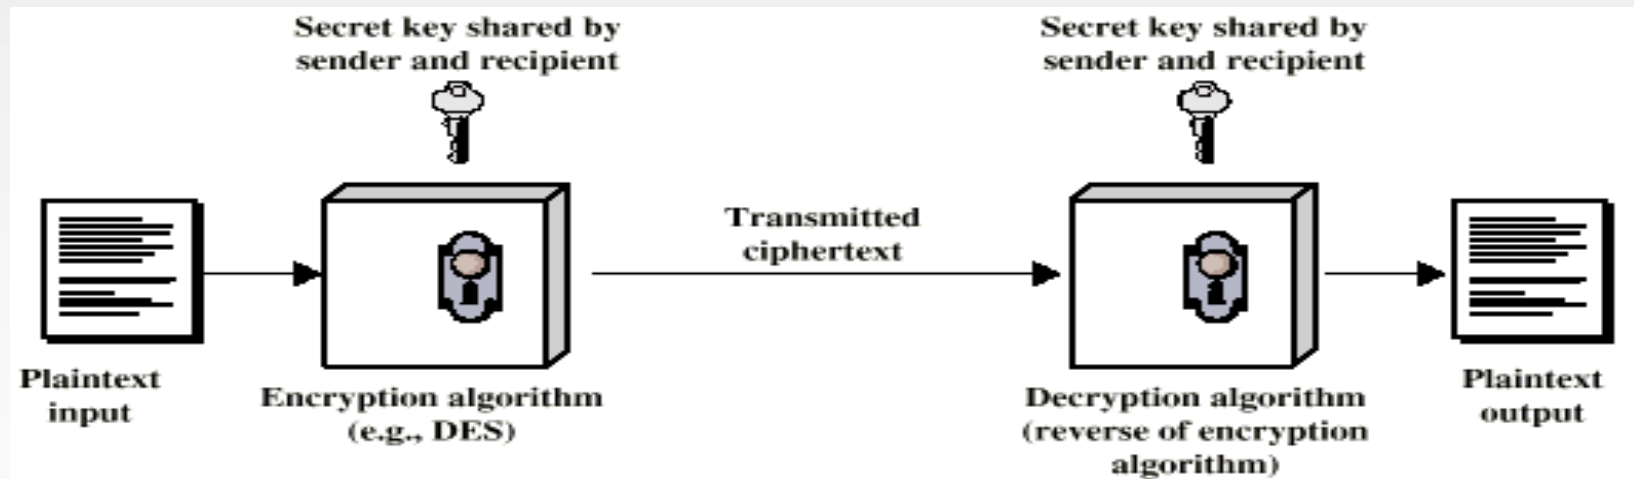 Secret key shared by
sender and recipient
Secret key shared by
sender and recipient
Transmitted
ciphertext
Plaintext
input
Encryption algorithm
(e.g., DES)
Decryption algorithm
(reverse of encryption
algorithm)
Plaintext
output